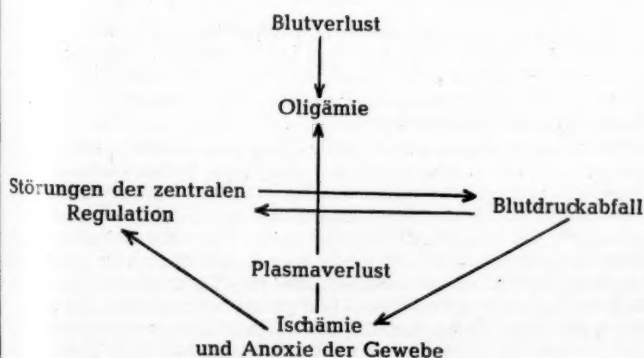 Blutverlust
Oligämie
Störungen der zentralen
Regulation
Blutdruckabfall
Plasmaverlust
Ischämie
und Anoxie der Gewebe